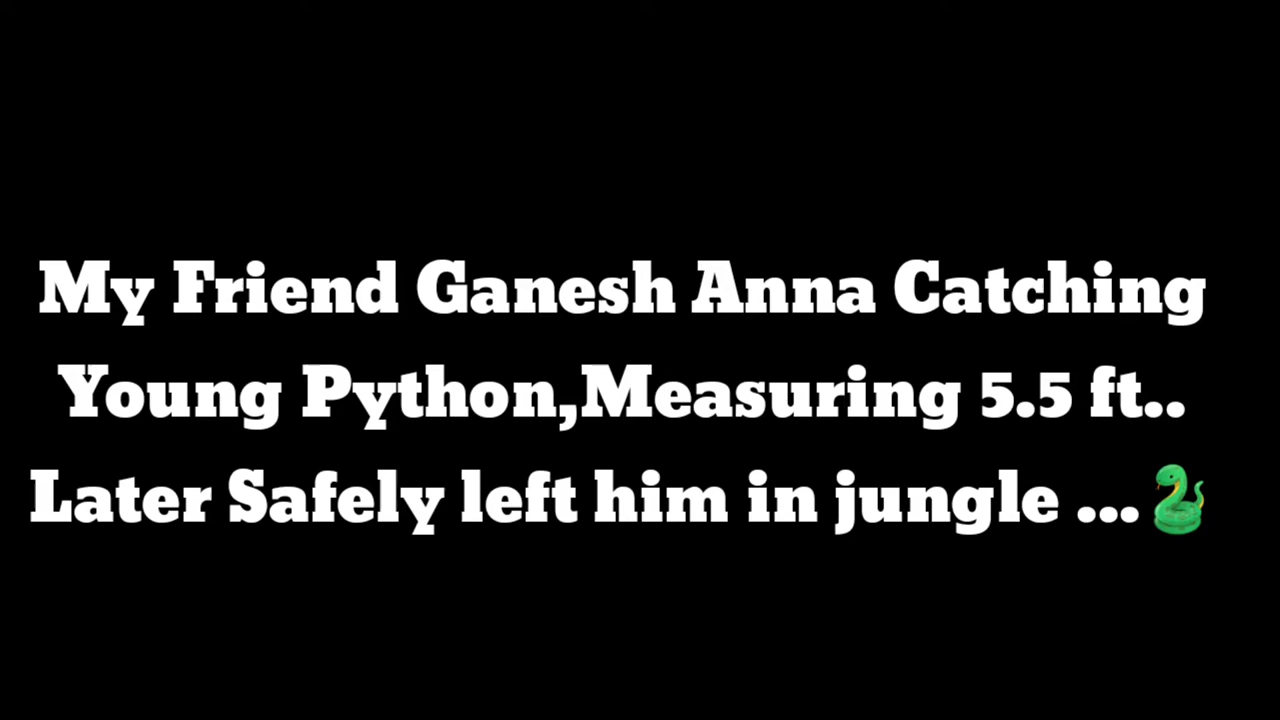 My Friend Ganesh Anna Catching
Young Python,Measuring 5.5 ft..
Later Safely left him in jungle ...🐍